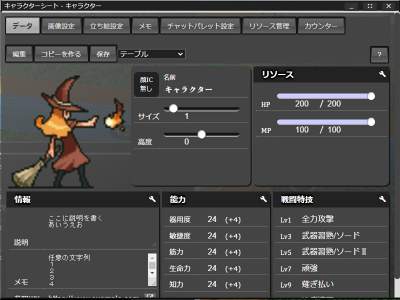 キャラクターシート - キャラクター
データ 画像設定 立ち絵設定 メモ チャットパレット設定 リソース管理 カウンター
編集 コピーを作る 保存 テーブル ?
顔IC
無し
名前
キャラクター
サイズ 1
高度 0
リソース
HP 200 / 200
MP 100 / 100
情報
ここに説明を書く
あいうえお
説明
任意の文字列
1
2
3
4
メモ
能力
器用度 24 (+4)
敏捷度 24 (+4)
筋力 24 (+4)
生命力 24 (+4)
知力 24 (+4)
戦闘特技
Lv1 全力攻撃
Lv3 武器習熟/ソード
Lv5 武器習熟/ソードⅡ
Lv7 頑強
Lv9 薙ぎ払い